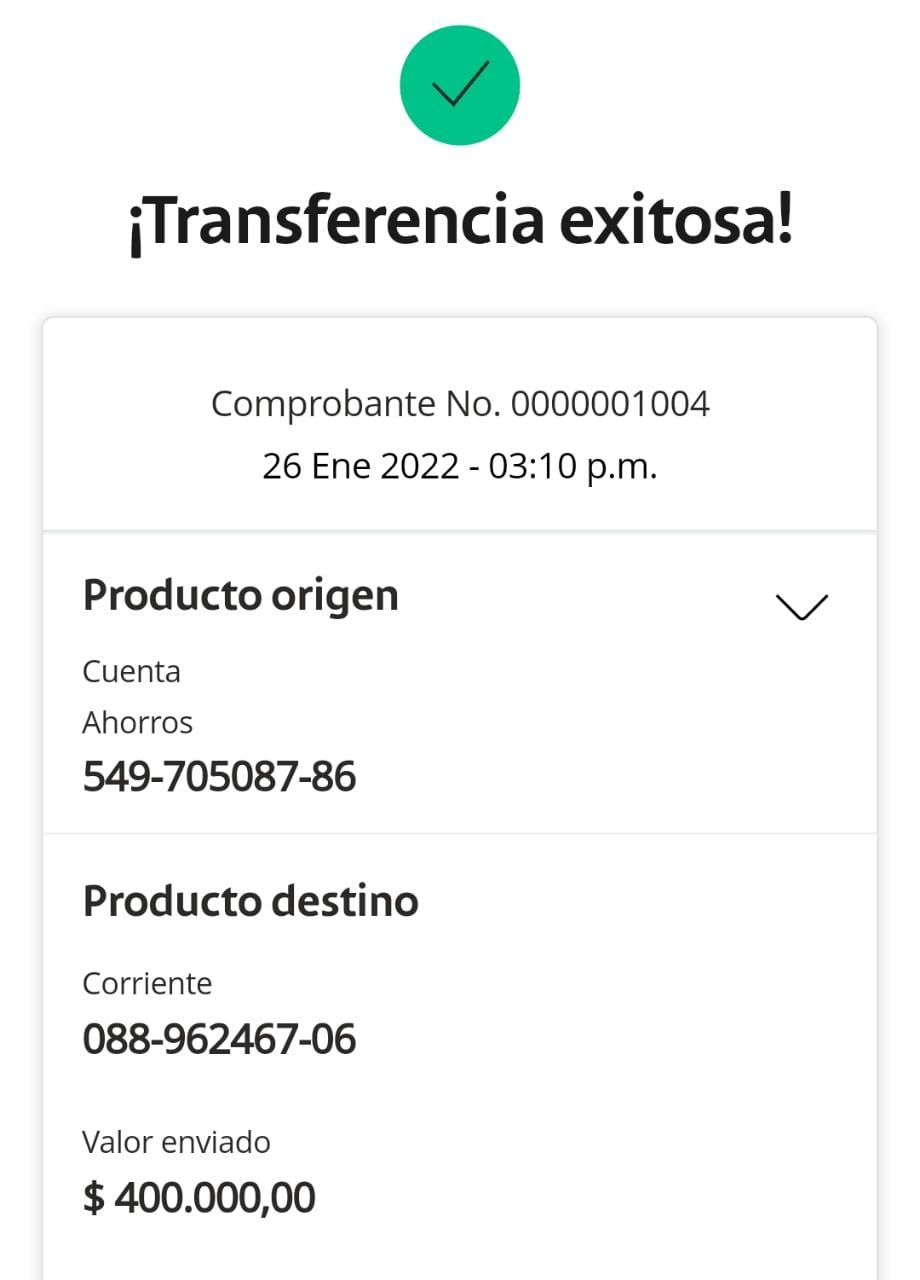 ¡Transferencia exitosa!
Comprobante No. 0000001004
26 Ene 2022 - 03:10 p.m.
Producto origen
Cuenta
Ahorros
549-705087-86
Producto destino
Corriente
088-962467-06
Valor enviado
$ 400.000,00